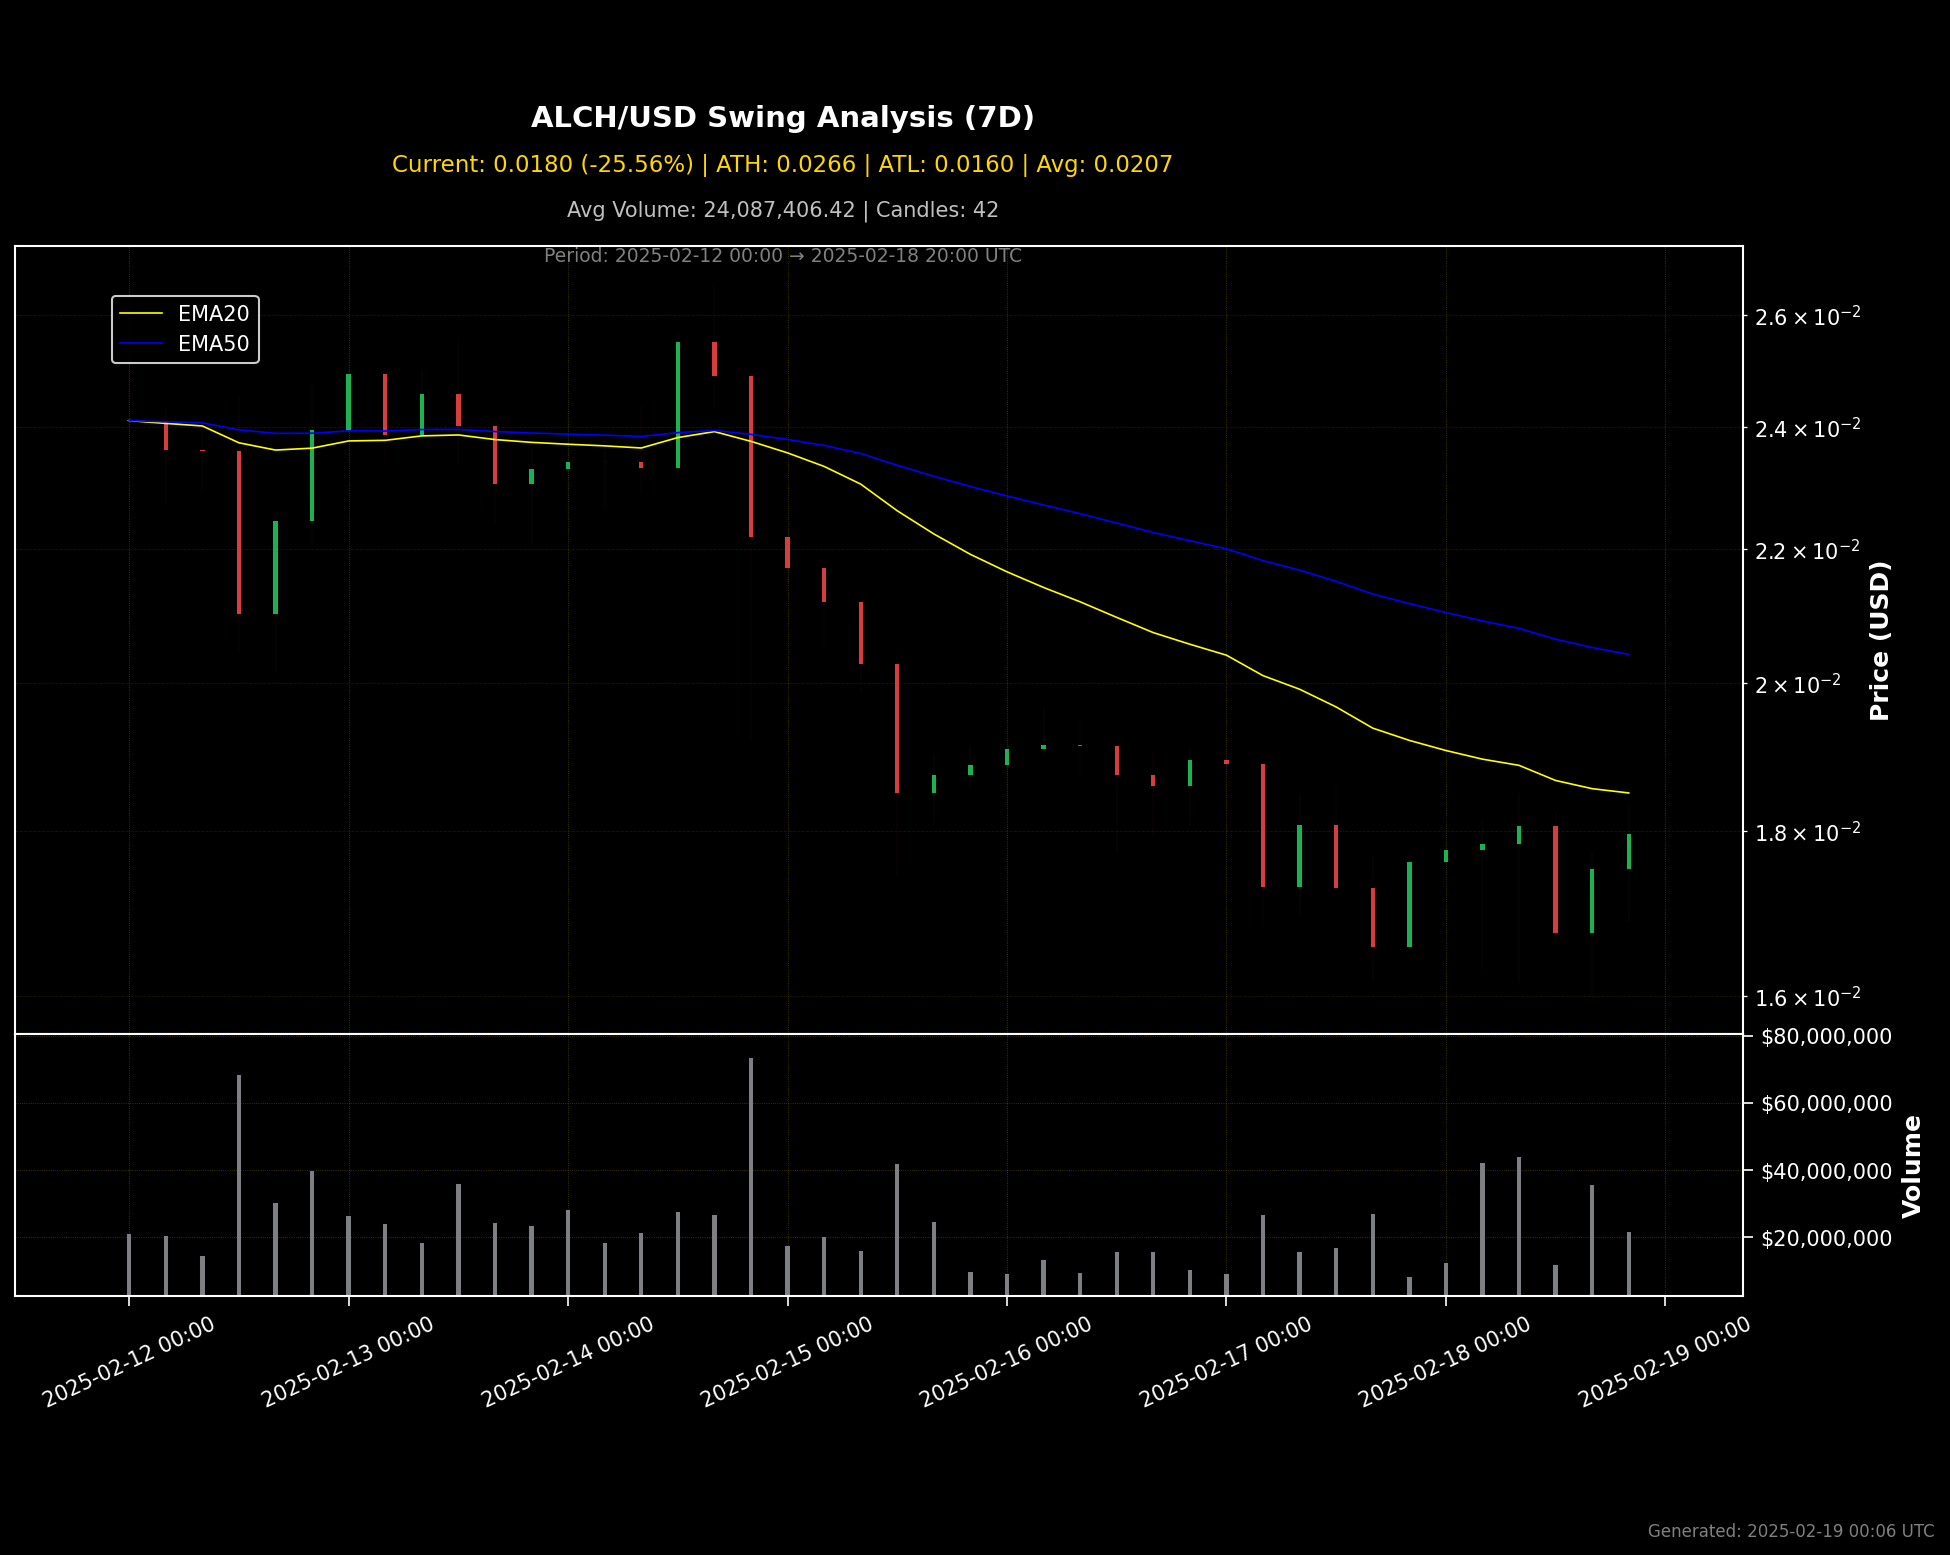 ALCH/USD Swing Analysis (7D)
Current: 0.0180 (-25.56%) | ATH: 0.0266 | ATL: 0.0160 | Avg: 0.0207
Avg Volume: 24,087,406.42 | Candles: 42
Period: 2025-02-12 00:00 → 2025-02-18 20:00 UTC
EMA20
EMA50
2.6 × 10⁻²
2.4 × 10⁻²
2.2 × 10⁻²
2 × 10⁻²
1.8 × 10⁻²
1.6 × 10⁻²
Price (USD)
$80,000,000
$60,000,000
$40,000,000
$20,000,000
Volume
2025-02-12 00:00
2025-02-13 00:00
2025-02-14 00:00
2025-02-15 00:00
2025-02-16 00:00
2025-02-17 00:00
2025-02-18 00:00
2025-02-19 00:00
Generated: 2025-02-19 00:06 UTC